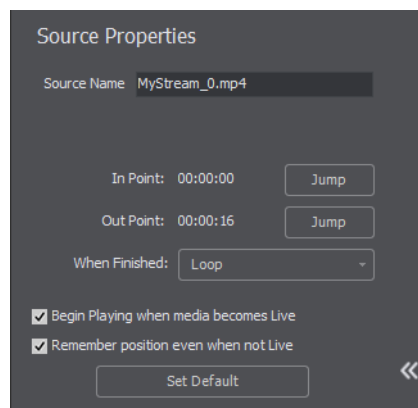 Source Properties
Source Name MyStream_0.mp4
In Point: 00:00:00 Jump
Out Point: 00:00:16 Jump
When Finished: Loop
Begin Playing when media becomes Live
Remember position even when not Live
Set Default